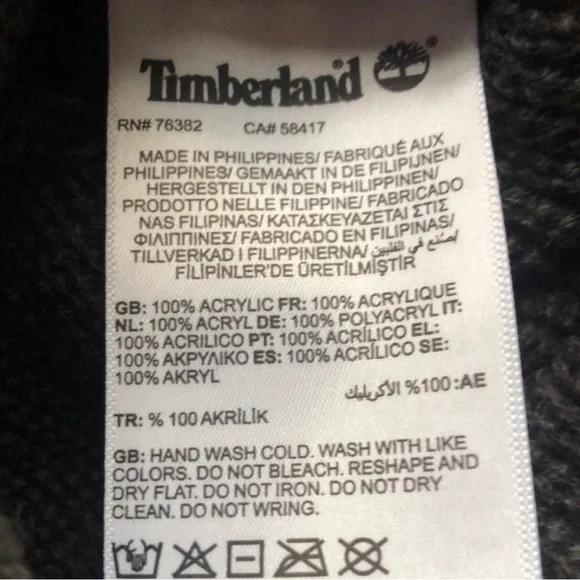 Timberland®
RN# 76382 CA# 58417
MADE IN PHILIPPINES/ FABRIQUÉ AUX
PHILIPPINES/ GEMAAKT IN DE FILIPIJNEN/
HERGESTELLT IN DEN PHILIPPINEN/
PRODOTTO NELLE FILIPPINE/ FABRICADO
NAS FILIPINAS/ ΚΑΤΑΣΚΕΥΑΖΕΤΑΙ ΣΤΙΣ
ΦΙΛΙΠΠΙΝΕΣ/ FABRICADO EN FILIPINAS/
TILLVERKAD I FILIPPINERNA/ يُصنع في الفلبين/
FİLİPİNLER'DE ÜRETİLMİŞTİR
GB: 100% ACRYLIC FR: 100% ACRYLIQUE
NL: 100% ACRYL DE: 100% POLYACRYL IT:
100% ACRILICO PT: 100% ACRÍLICO EL:
100% ΑΚΡΥΛΙΚΟ ES: 100% ACRÍLICO SE:
100% AKRYL
AE: 100% الأكريليك
TR: % 100 AKRİLİK
GB: HAND WASH COLD. WASH WITH LIKE
COLORS. DO NOT BLEACH. RESHAPE AND
DRY FLAT. DO NOT IRON. DO NOT DRY
CLEAN. DO NOT WRING.